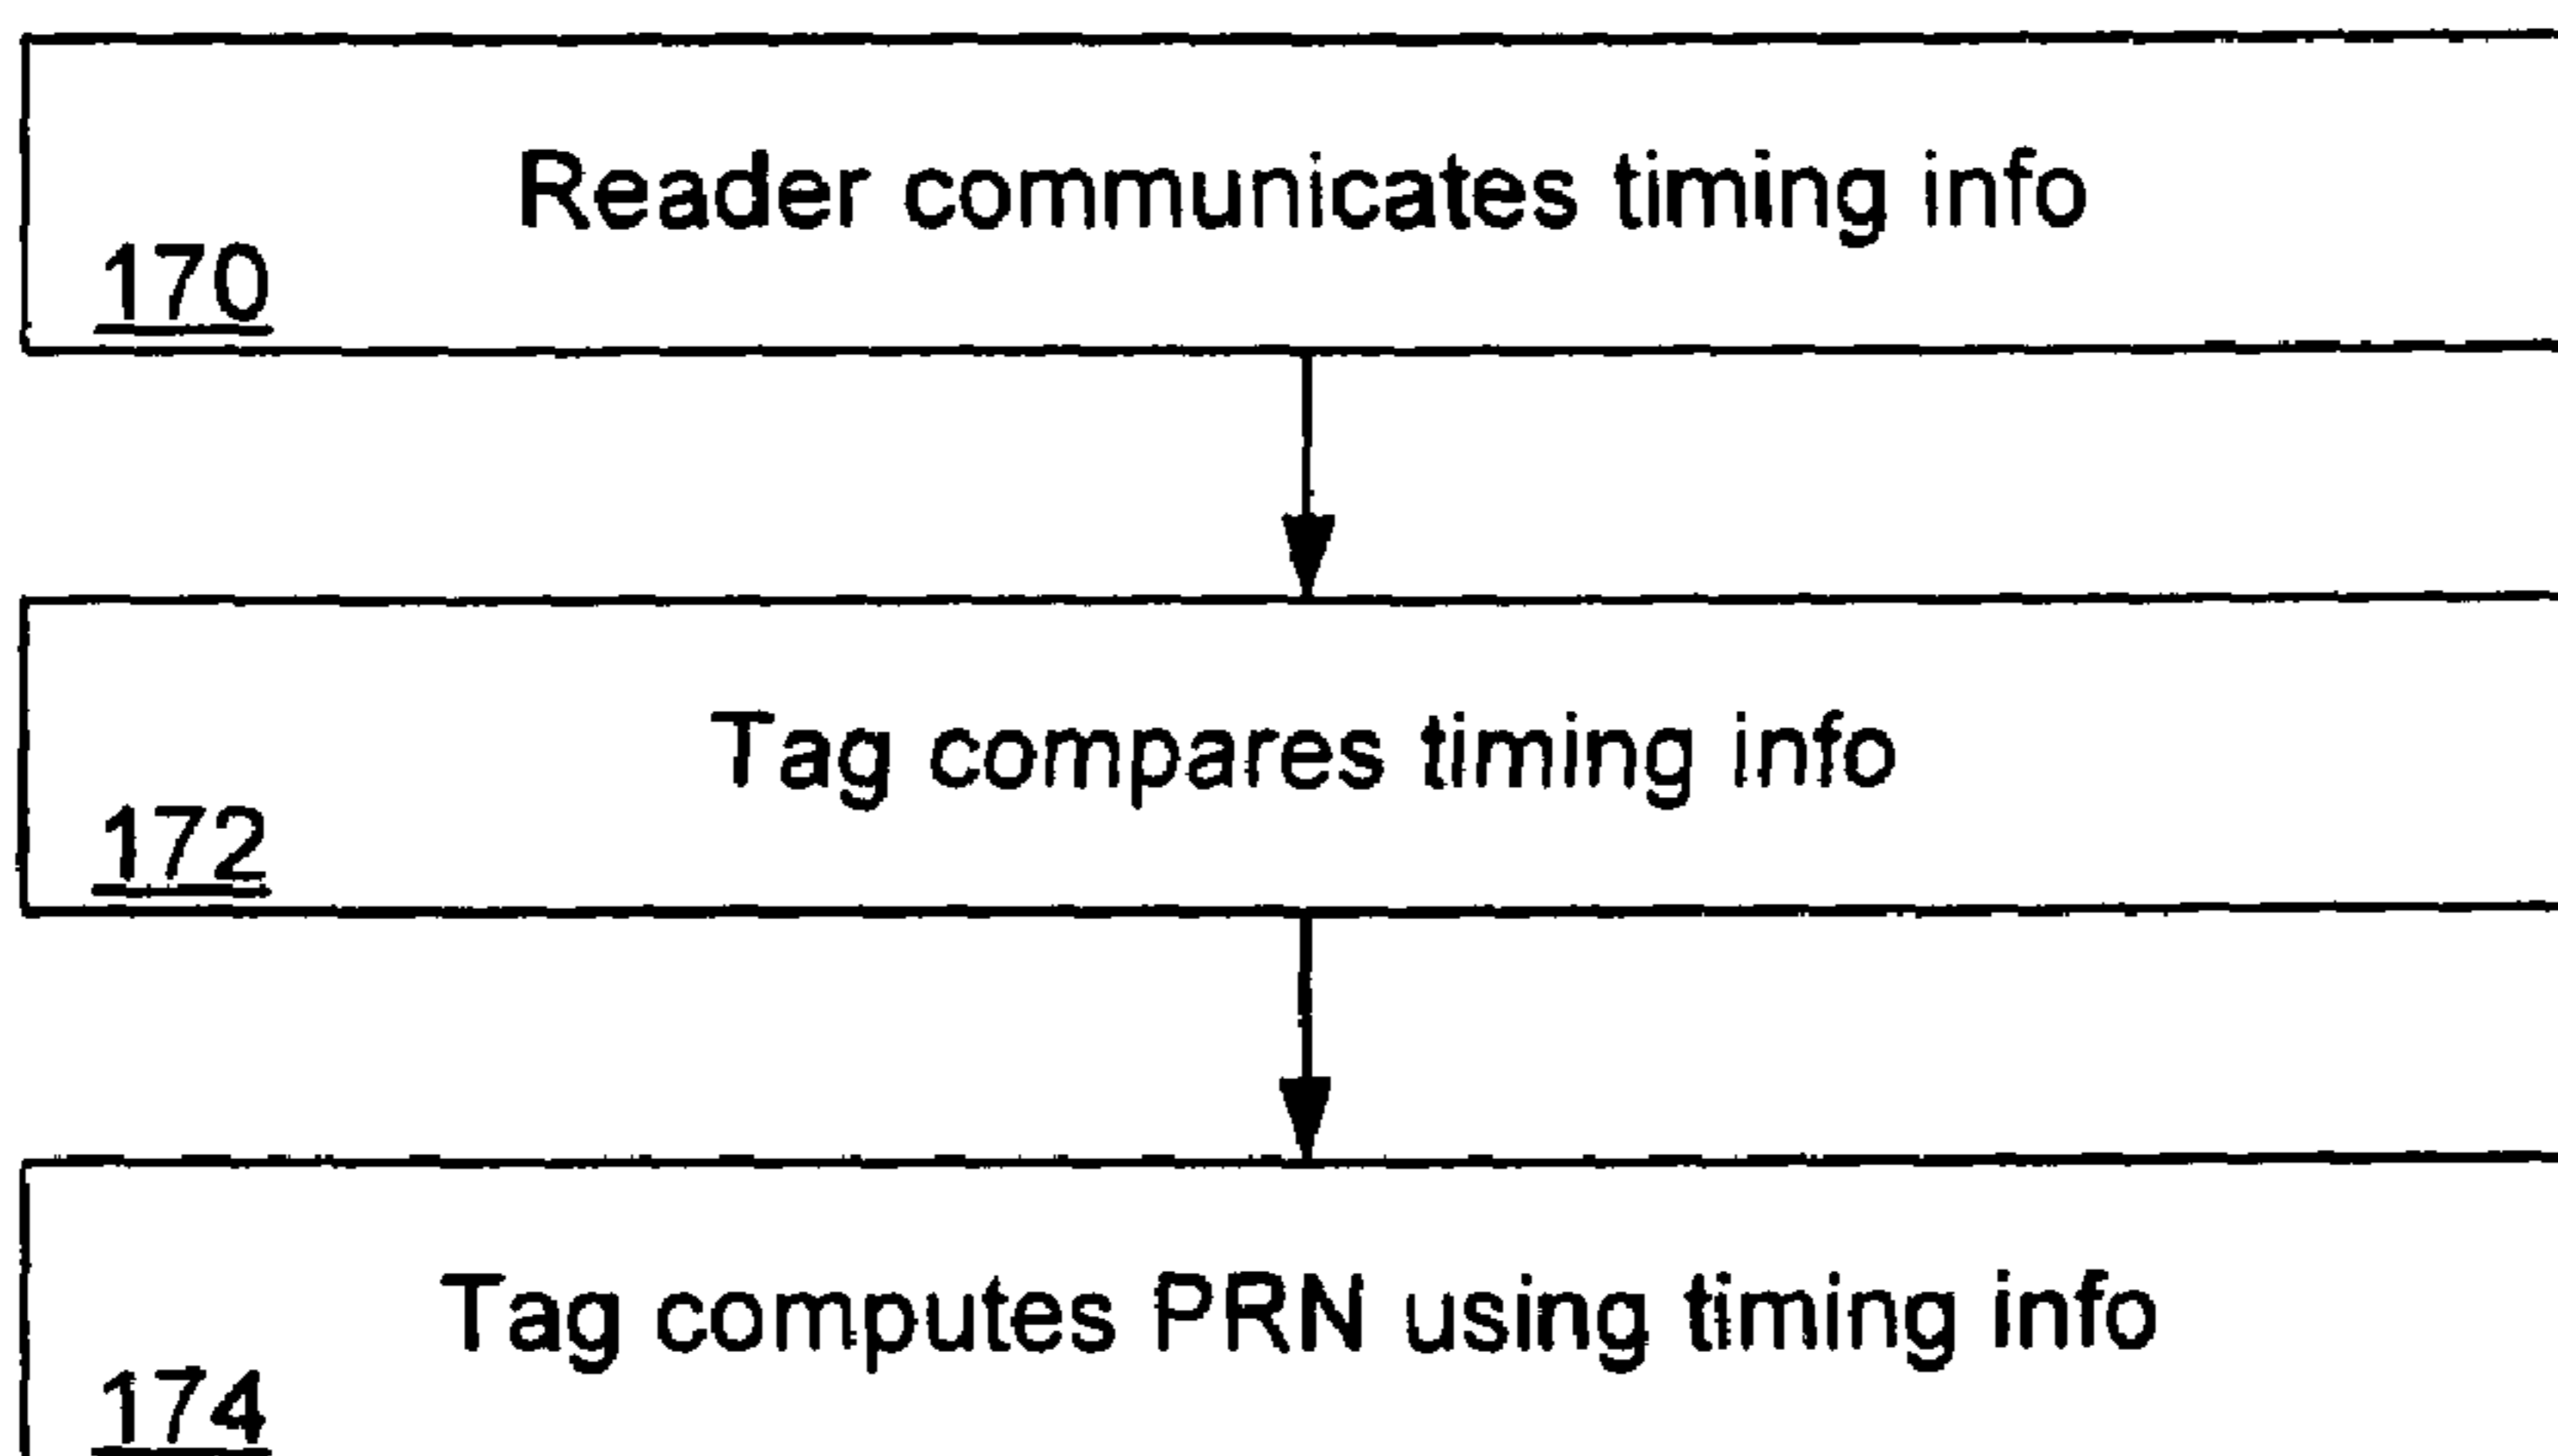 Reader communicates timing info
170
Tag compares timing info
172
Tag computes PRN using timing info
174